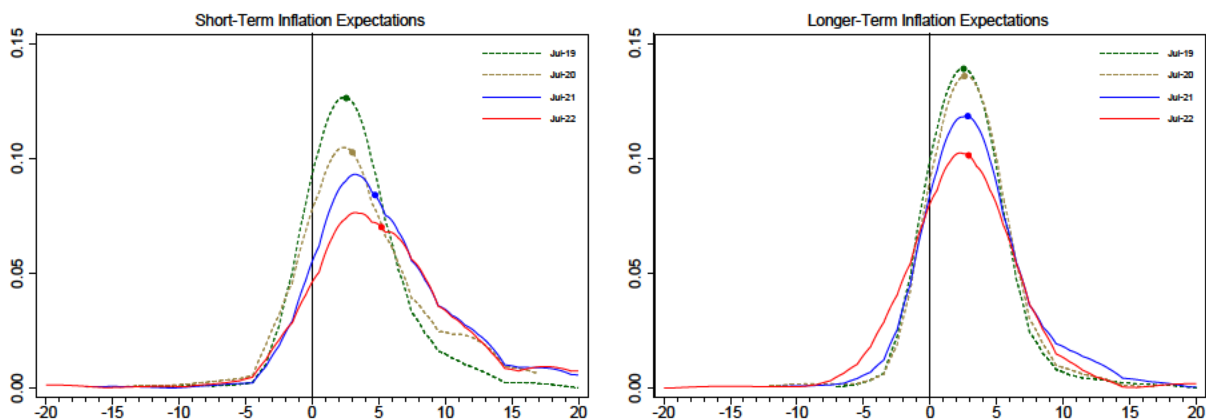 Short-Term Inflation Expectations
0.15
0.10
0.05
0.00
Jul-19
Jul-20
Jul-21
Jul-22
-20 -15 -10 -5 0 5 10 15 20
Longer-Term Inflation Expectations
0.15
0.10
0.05
0.00
Jul-19
Jul-20
Jul-21
Jul-22
-20 -15 -10 -5 0 5 10 15 20